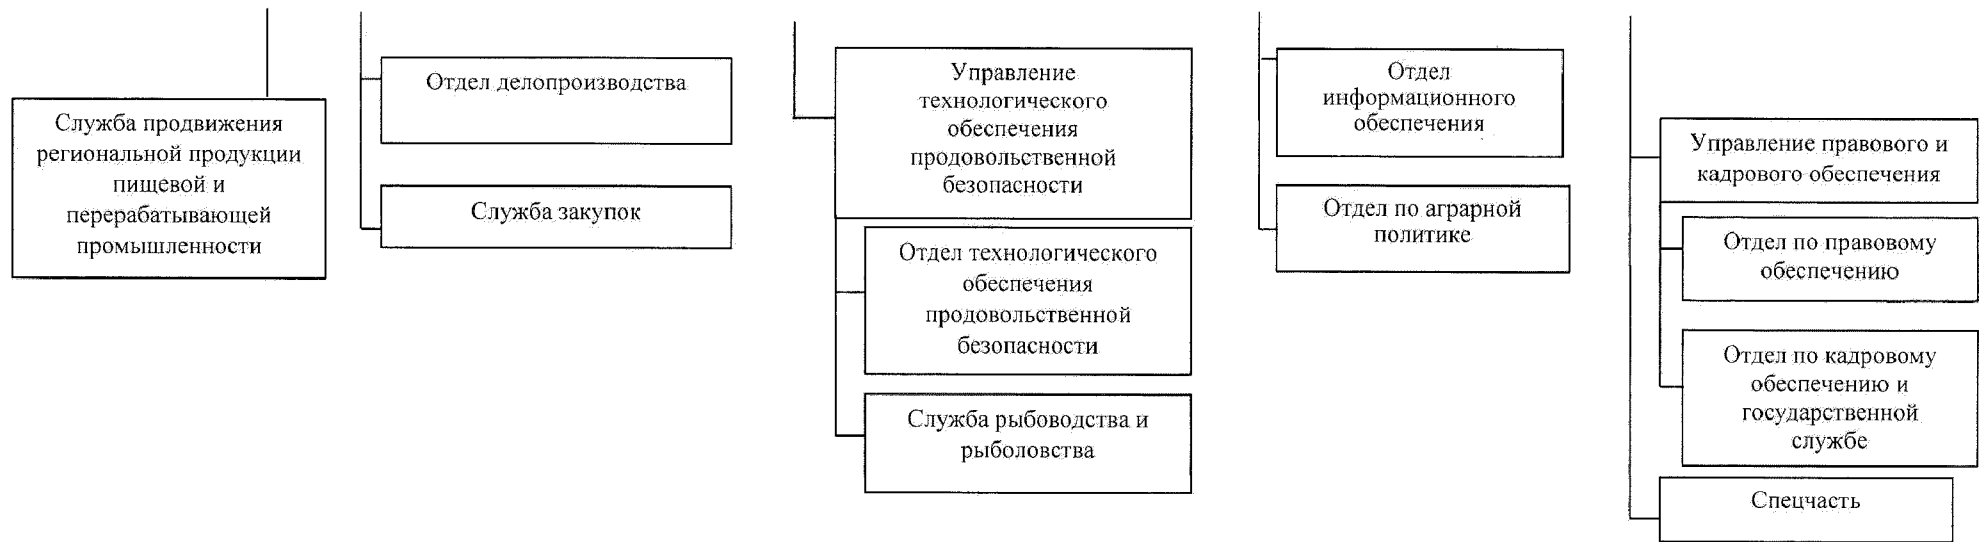 Служба продвижения
региональной продукции
пищевой и
перерабатывающей
промышленности
Отдел делопроизводства
Служба закупок
Управление
технологического
обеспечения
продовольственной
безопасности
Отдел технологического
обеспечения
продовольственной
безопасности
Служба рыбоводства и
рыболовства
Отдел
информационного
обеспечения
Отдел по аграрной
политике
Управление правового и
кадрового обеспечения
Отдел по правовому
обеспечению
Отдел по кадровому
обеспечению и
государственной
службе
Спецчасть